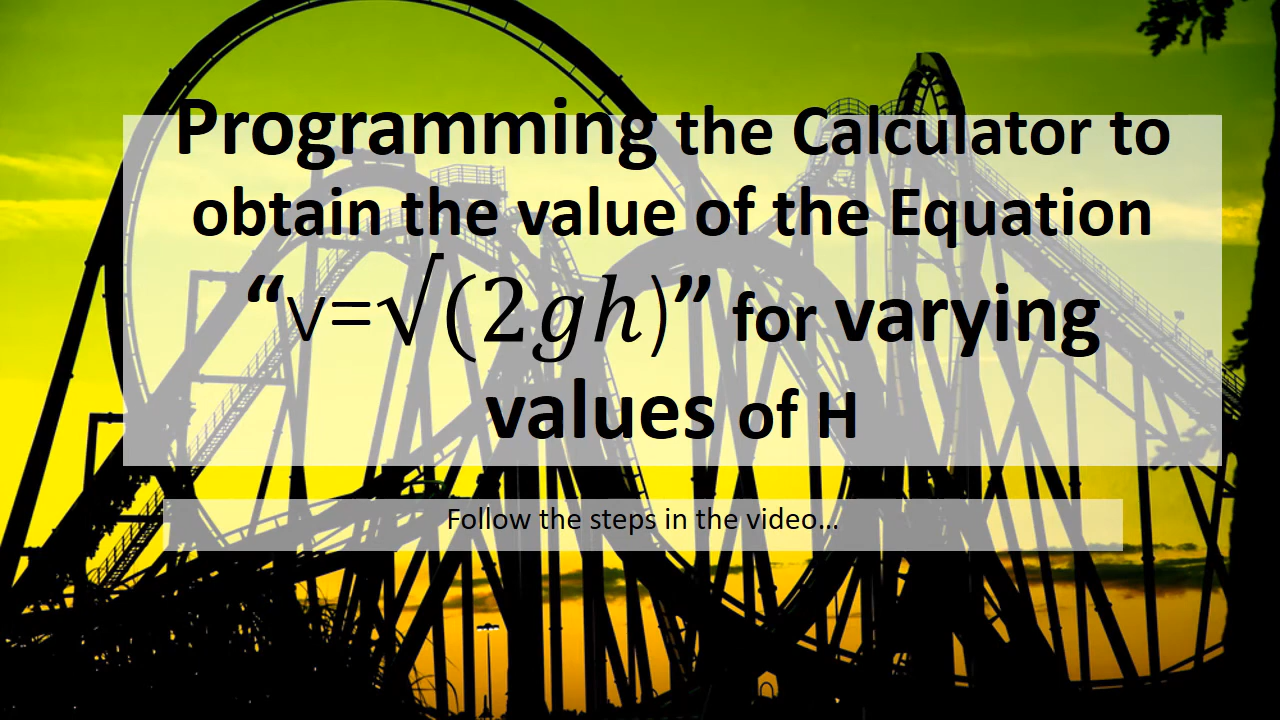 Programming the Calculator to
obtain the value of the Equation
“v=√(2𝑔ℎ)” for varying
values of H
Follow the steps in the video…